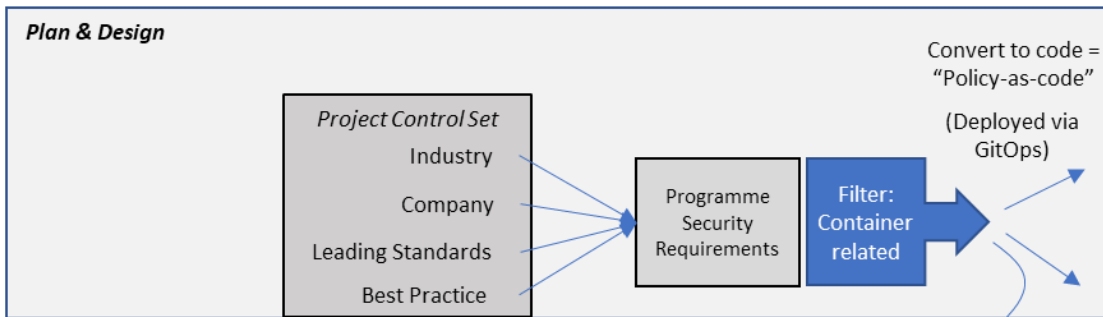 Plan & Design
Project Control Set
Industry
Company
Leading Standards
Best Practice
Programme
Security
Requirements
Filter:
Container
related
Convert to code =
“Policy-as-code”
(Deployed via
GitOps)